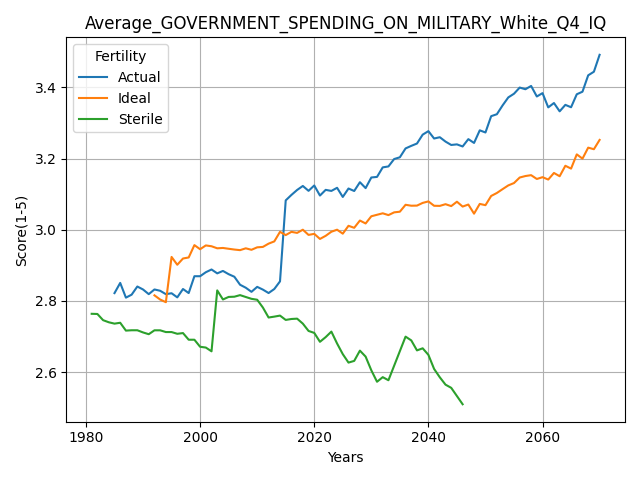 Average_GOVERNMENT_SPENDING_ON_MILITARY_White_Q4_IQ
Fertility
Actual
Ideal
Sterile
Score(1-5)
3.4
3.2
3.0
2.8
2.6
1980
2000
2020
2040
2060
Years